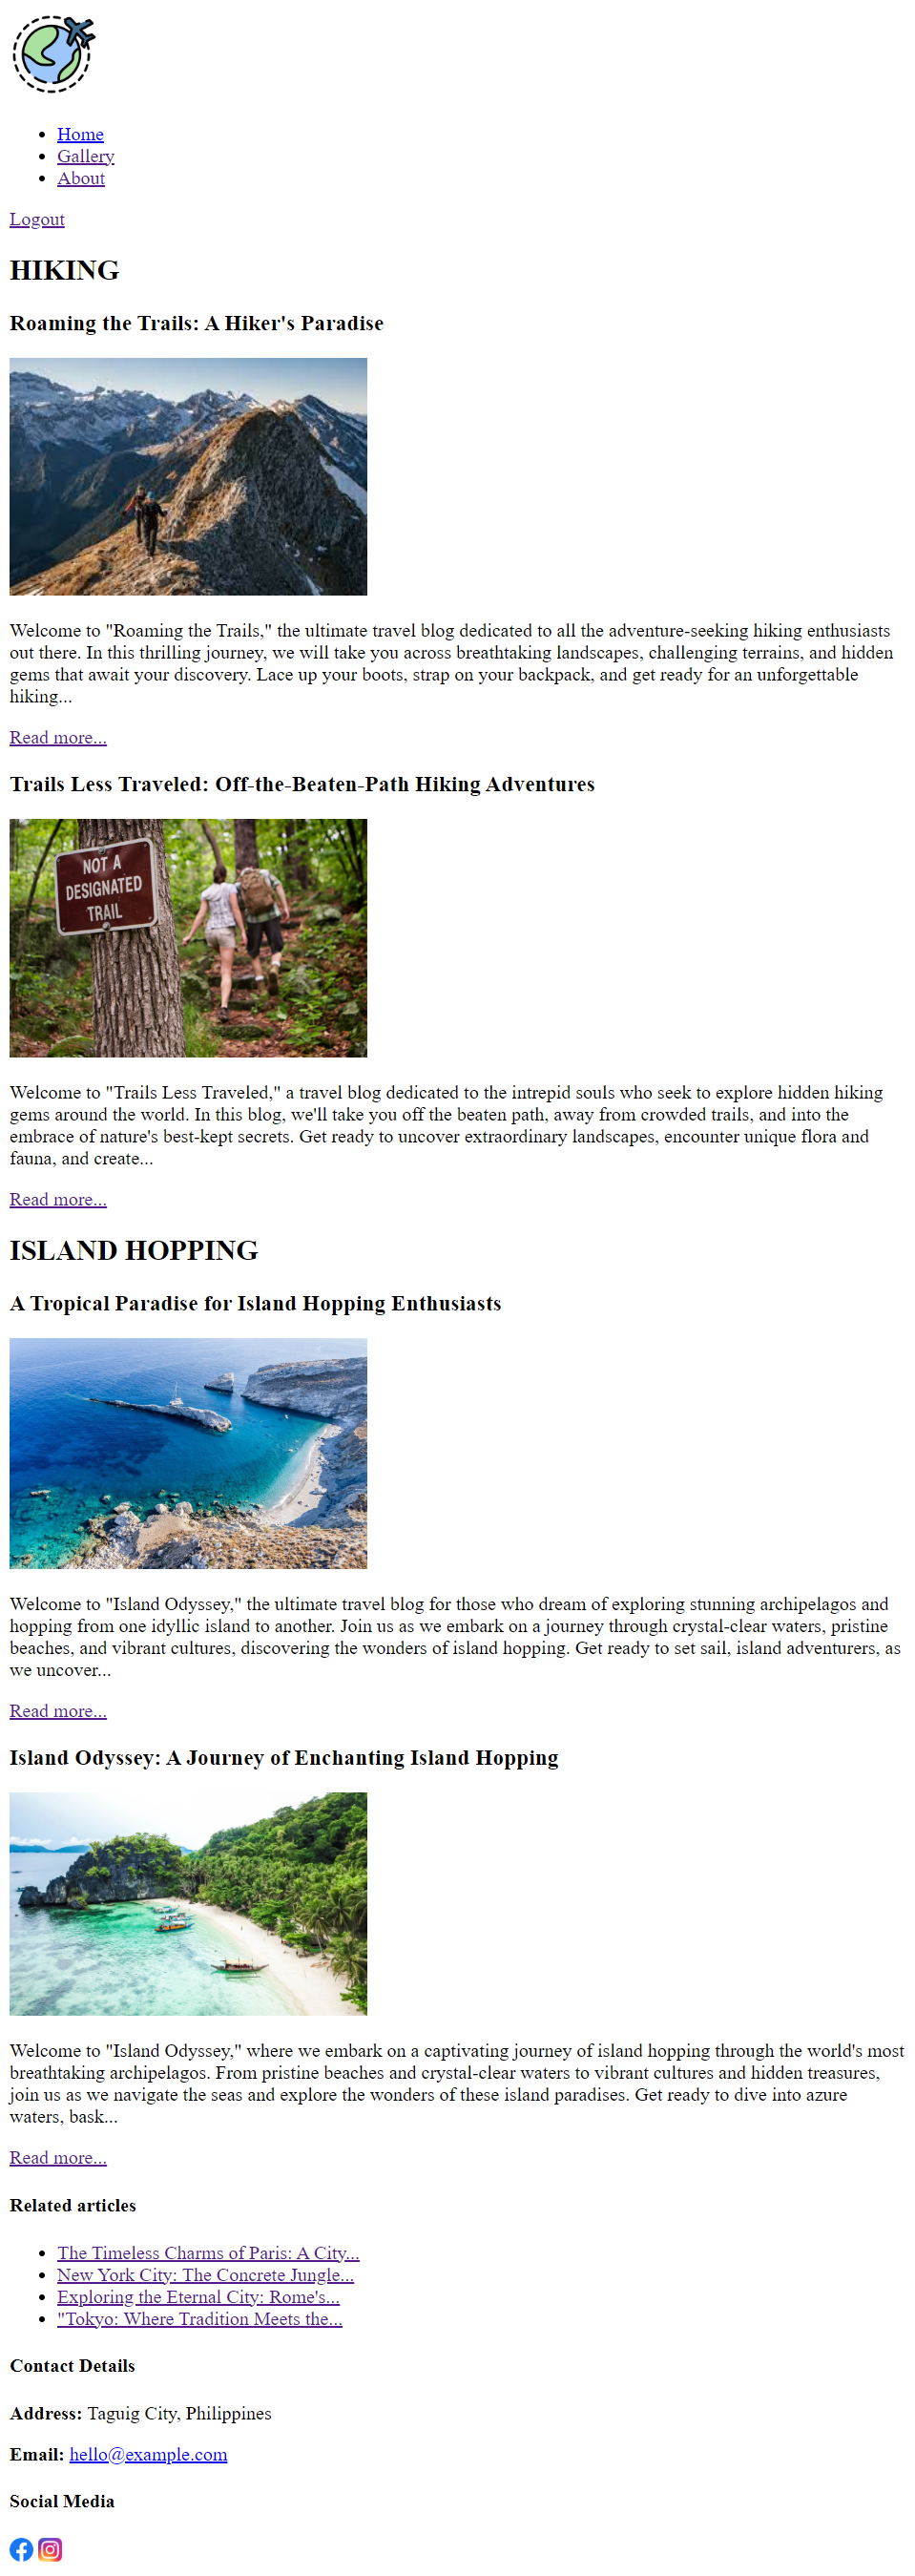 Home
Gallery
About
Logout
HIKING
Roaming the Trails: A Hiker's Paradise
Welcome to "Roaming the Trails," the ultimate travel blog dedicated to all the adventure-seeking hiking enthusiasts
out there. In this thrilling journey, we will take you across breathtaking landscapes, challenging terrains, and hidden
gems that await your discovery. Lace up your boots, strap on your backpack, and get ready for an unforgettable
hiking...
Read more...
Trails Less Traveled: Off-the-Beaten-Path Hiking Adventures
NOT A
DESIGNATED
TRAIL
Welcome to "Trails Less Traveled," a travel blog dedicated to the intrepid souls who seek to explore hidden hiking
gems around the world. In this blog, we'll take you off the beaten path, away from crowded trails, and into the
embrace of nature's best-kept secrets. Get ready to uncover extraordinary landscapes, encounter unique flora and
fauna, and create...
Read more...
ISLAND HOPPING
A Tropical Paradise for Island Hopping Enthusiasts
Welcome to "Island Odyssey," the ultimate travel blog for those who dream of exploring stunning archipelagos and
hopping from one idyllic island to another. Join us as we embark on a journey through crystal-clear waters, pristine
beaches, and vibrant cultures, discovering the wonders of island hopping. Get ready to set sail, island adventurers, as
we uncover...
Read more...
Island Odyssey: A Journey of Enchanting Island Hopping
Welcome to "Island Odyssey," where we embark on a captivating journey of island hopping through the world's most
breathtaking archipelagos. From pristine beaches and crystal-clear waters to vibrant cultures and hidden treasures,
join us as we navigate the seas and explore the wonders of these island paradises. Get ready to dive into azure
waters, bask...
Read more...
Related articles
The Timeless Charms of Paris: A City...
New York City: The Concrete Jungle...
Exploring the Eternal City: Rome's...
"Tokyo: Where Tradition Meets the...
Contact Details
Address: Taguig City, Philippines
Email: hello@example.com
Social Media